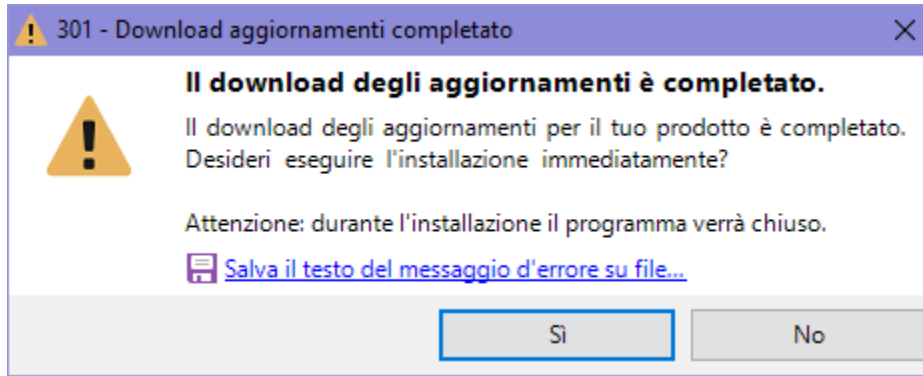 301 - Download aggiornamenti completato
Il download degli aggiornamenti è completato.
Il download degli aggiornamenti per il tuo prodotto è completato.
Desideri eseguire l'installazione immediatamente?
Attenzione: durante l'installazione il programma verrà chiuso.
Salva il testo del messaggio d'errore su file...
Sì
No